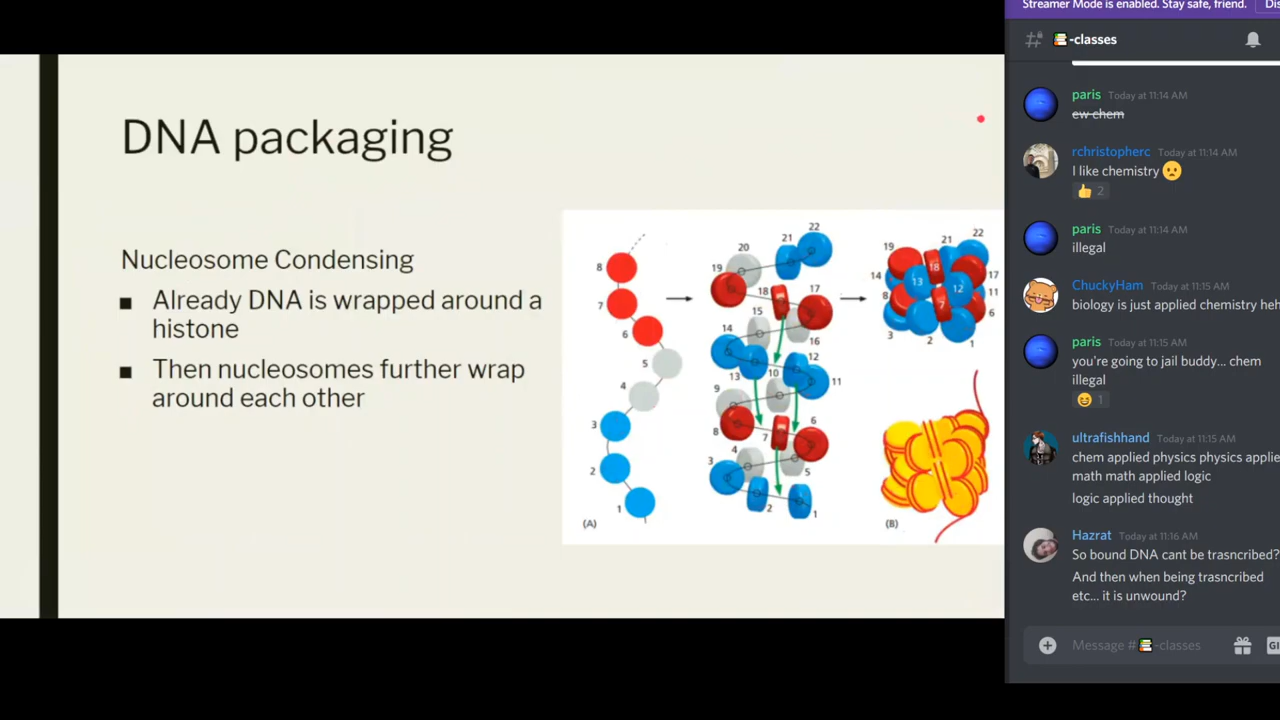 Streamer Mode is enabled. Stay safe, friend.
Dis
-classes
DNA packaging
Nucleosome Condensing
■ Already DNA is wrapped around a
histone
■ Then nucleosomes further wrap
around each other
8
7
6
5
4
3
2
1
(A)
22
21
20
19
18
17
16
15
14
13
12
11
10
9
8
7
6
5
4
3
2
1
19
21
22
14
18
17
13
12
11
8
7
6
3
2
1
(B)
paris Today at 11:14 AM
ew chem
rchristopherc Today at 11:14 AM
I like chemistry 😦
👍 2
paris Today at 11:14 AM
illegal
ChuckyHam Today at 11:15 AM
biology is just applied chemistry heh
paris Today at 11:15 AM
you're going to jail buddy... chem
illegal
😆 1
ultrafishhand Today at 11:15 AM
chem applied physics physics applie
math math applied logic
logic applied thought
Hazrat Today at 11:16 AM
So bound DNA cant be trasncribed?
And then when being trasncribed
etc... it is unwound?
Message #📚-classes
GI